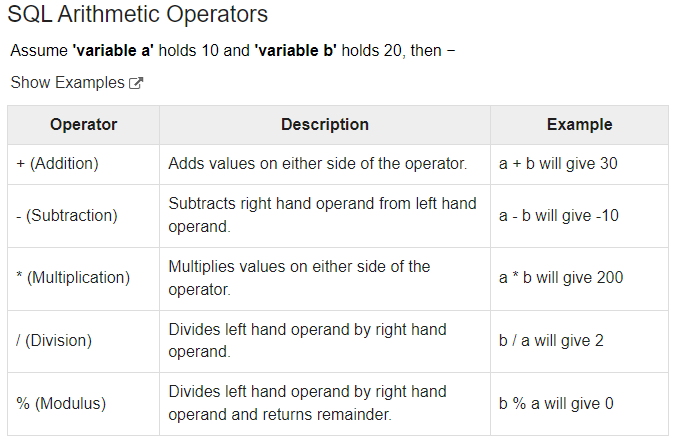 SQL Arithmetic Operators
Assume 'variable a' holds 10 and 'variable b' holds 20, then −
Show Examples
Operator Description Example
+ (Addition) Adds values on either side of the operator. a + b will give 30
- (Subtraction) Subtracts right hand operand from left hand
operand. a - b will give -10
* (Multiplication) Multiplies values on either side of the
operator. a * b will give 200
/ (Division) Divides left hand operand by right hand
operand. b / a will give 2
% (Modulus) Divides left hand operand by right hand
operand and returns remainder. b % a will give 0